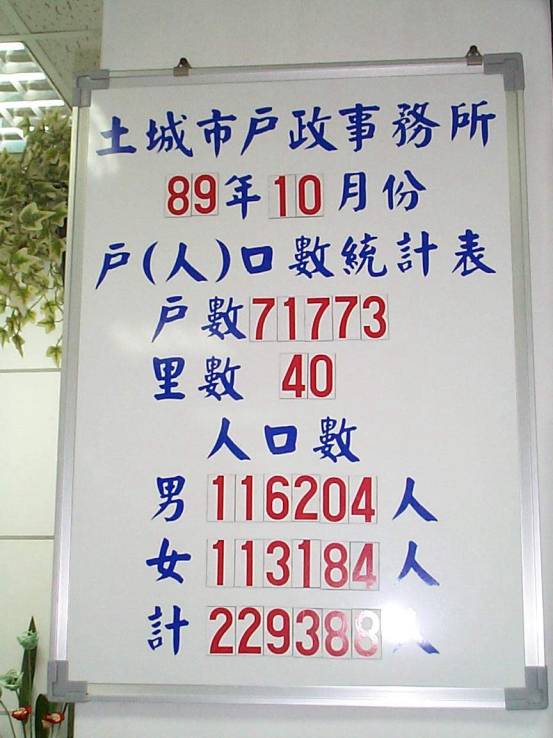 土城市戶政事務所
89年10月份
戶(人)口數統計表
戶數71773
里數 40
人口數
男 116204 人
女 113184 人
計 229388 人